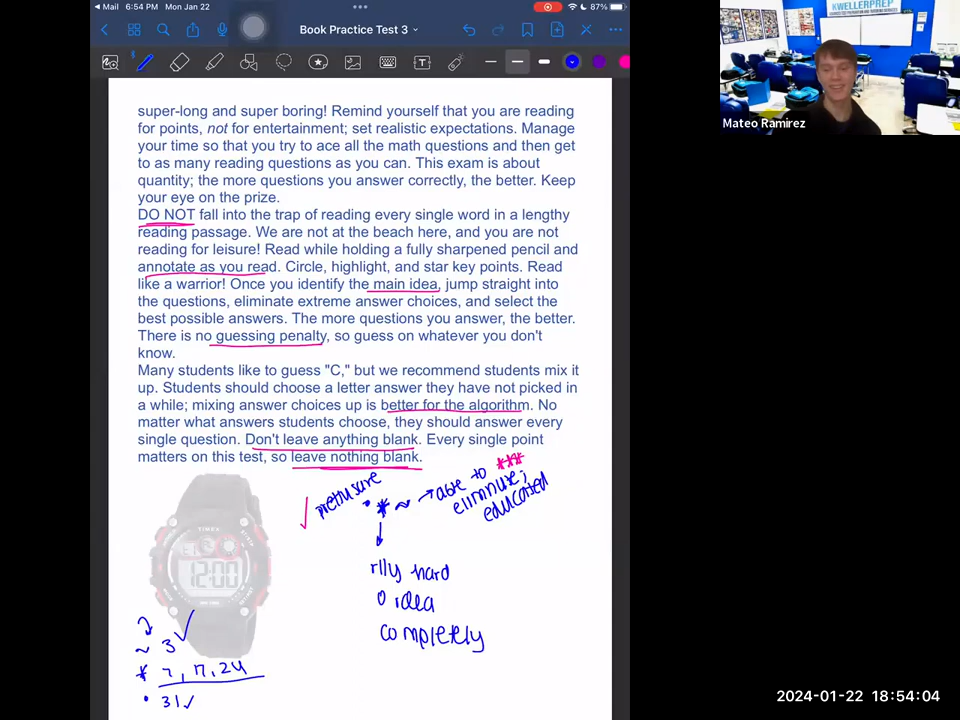 Mail 6:54 PM Mon Jan 22 87%
Book Practice Test 3
super-long and super boring! Remind yourself that you are reading
for points, not for entertainment; set realistic expectations. Manage
your time so that you try to ace all the math questions and then get
to as many reading questions as you can. This exam is about
quantity; the more questions you answer correctly, the better. Keep
your eye on the prize.
DO NOT fall into the trap of reading every single word in a lengthy
reading passage. We are not at the beach here, and you are not
reading for leisure! Read while holding a fully sharpened pencil and
annotate as you read. Circle, highlight, and star key points. Read
like a warrior! Once you identify the main idea, jump straight into
the questions, eliminate extreme answer choices, and select the
best possible answers. The more questions you answer, the better.
There is no guessing penalty, so guess on whatever you don't
know.
Many students like to guess "C," but we recommend students mix it
up. Students should choose a letter answer they have not picked in
a while; mixing answer choices up is better for the algorithm. No
matter what answers students choose, they should answer every
single question. Don't leave anything blank. Every single point
matters on this test, so leave nothing blank.
* ~ → able to ***
eliminate;
educated
rlly hard
0 idea
completely
TIMEX
12:00
~ 3 ✓
* 7, 17, 24
• 31 ✓
KWELLERPREP
Mateo Ramirez
2024-01-22 18:54:04